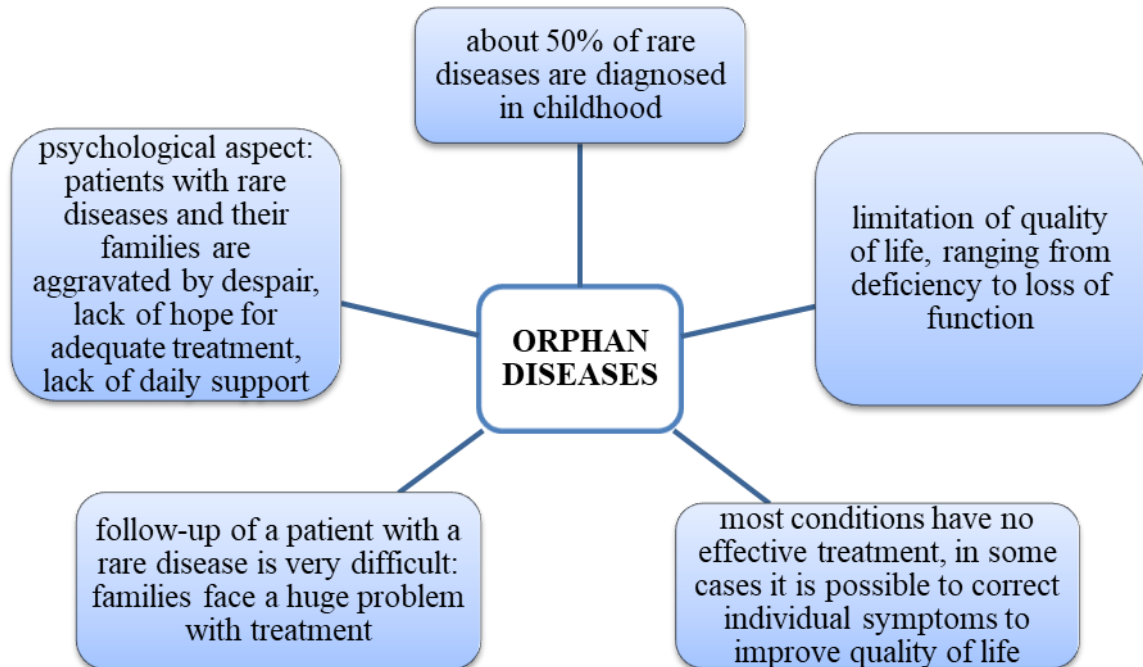 about 50% of rare
diseases are diagnosed
in childhood
psychological aspect:
patients with rare
diseases and their
families are
aggravated by despair,
lack of hope for
adequate treatment,
lack of daily support
limitation of quality
of life, ranging from
deficiency to loss of
function
ORPHAN
DISEASES
follow-up of a patient with a
rare disease is very difficult:
families face a huge problem
with treatment
most conditions have no
effective treatment, in some
cases it is possible to correct
individual symptoms to
improve quality of life